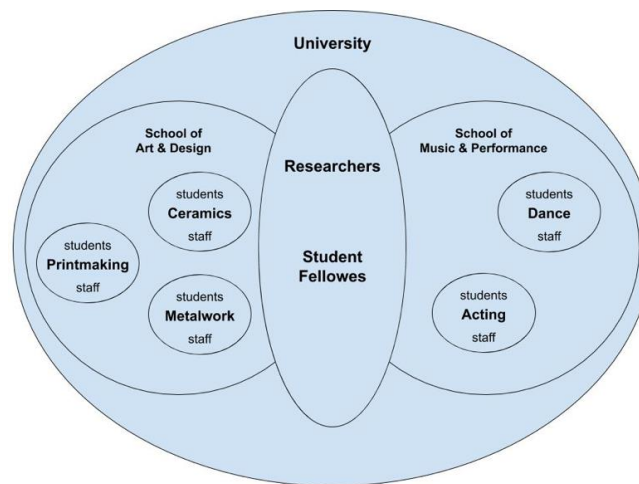 University
School of
Art & Design
School of
Music & Performance
Researchers
Student
Fellowes
students
Ceramics
staff
students
Printmaking
staff
students
Metalwork
staff
students
Dance
staff
students
Acting
staff